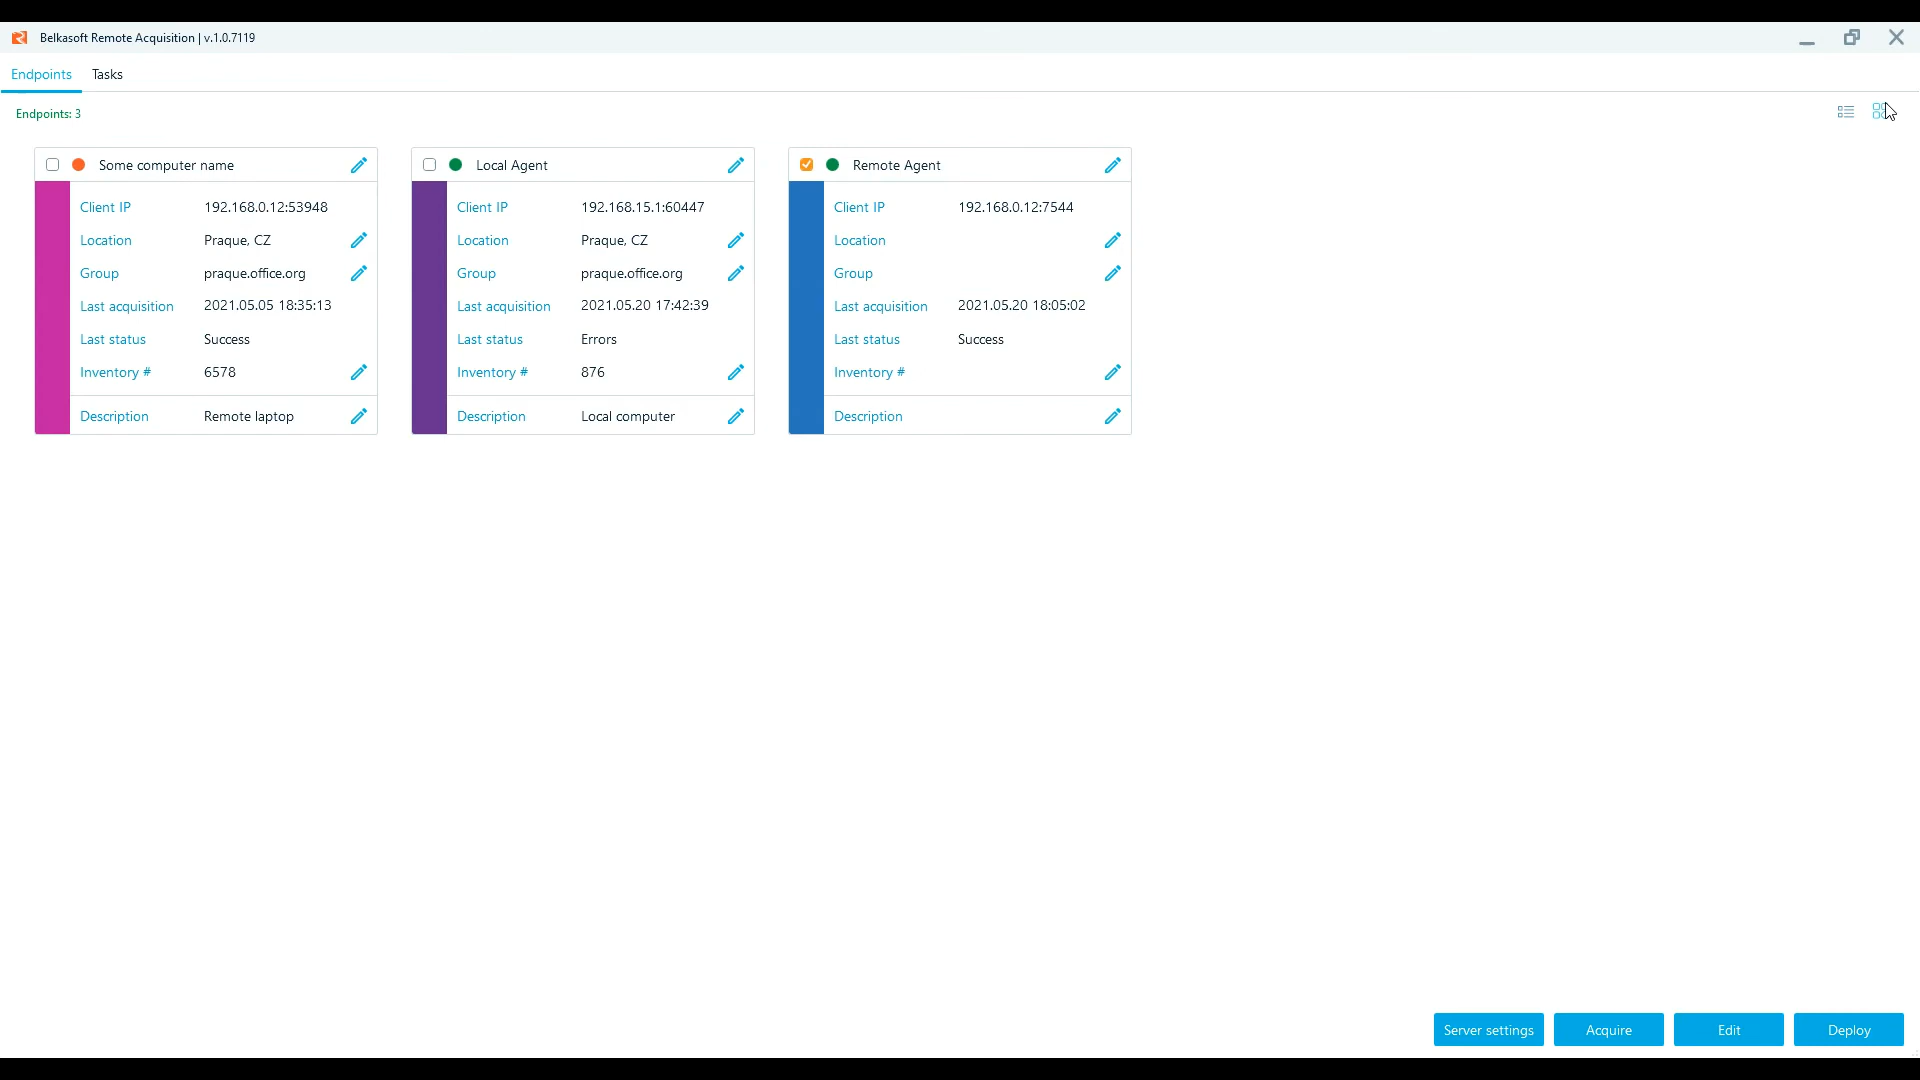 Belkasoft Remote Acquisition | v.1.0.7119
Endpoints Tasks
Endpoints: 3
Some computer name
Client IP 192.168.0.12:53948
Location Praque, CZ
Group praque.office.org
Last acquisition 2021.05.05 18:35:13
Last status Success
Inventory # 6578
Description Remote laptop
Local Agent
Client IP 192.168.15.1:60447
Location Praque, CZ
Group praque.office.org
Last acquisition 2021.05.20 17:42:39
Last status Errors
Inventory # 876
Description Local computer
Remote Agent
Client IP 192.168.0.12:7544
Location
Group
Last acquisition 2021.05.20 18:05:02
Last status Success
Inventory #
Description
Server settings Acquire Edit Deploy